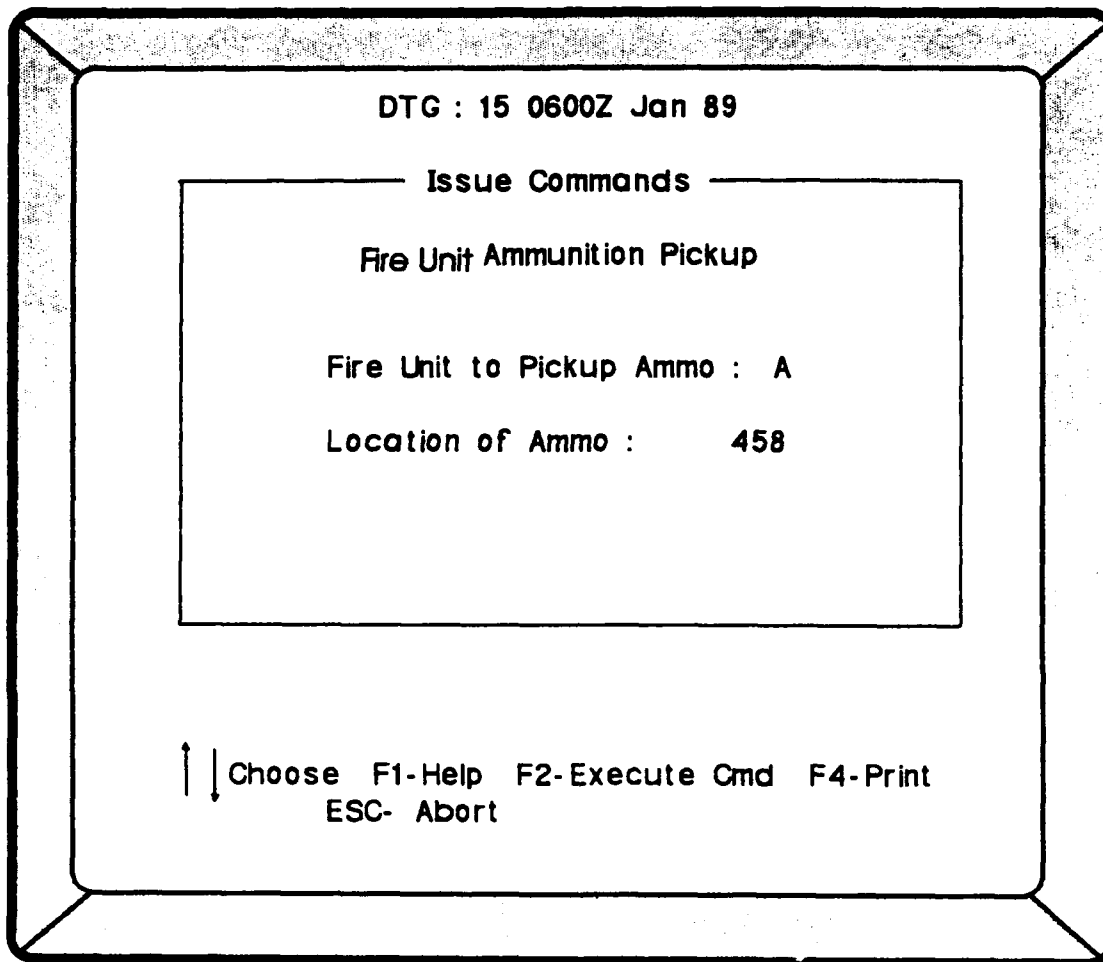 DTG : 15 0600Z Jan 89
Issue Commands
Fire Unit Ammunition Pickup
Fire Unit to Pickup Ammo : A
Location of Ammo : 458
↑ ↓ Choose F1-Help F2-Execute Cmd F4-Print
ESC- Abort